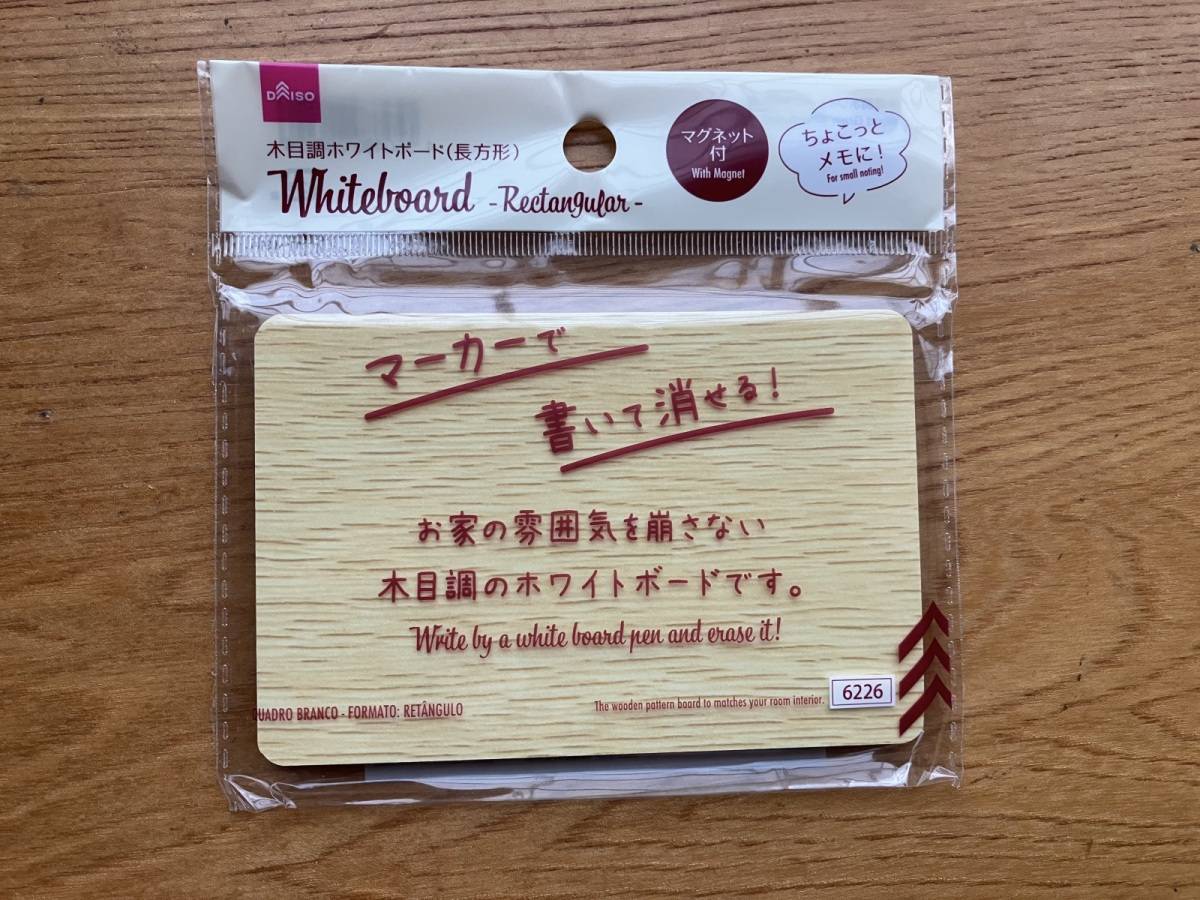 DAISO
木目調ホワイトボード(長方形)
Whiteboard -Rectangular-
マグネット
付
With Magnet
ちょこっと
メモに!
For small noting!
マーカーで
書いて消せる!
お家の雰囲気を崩さない
木目調のホワイトボードです。
Write by a white board pen and erase it!
QUADRO BRANCO - FORMATO: RETÂNGULO
The wooden pattern board to matches your room interior.
6226